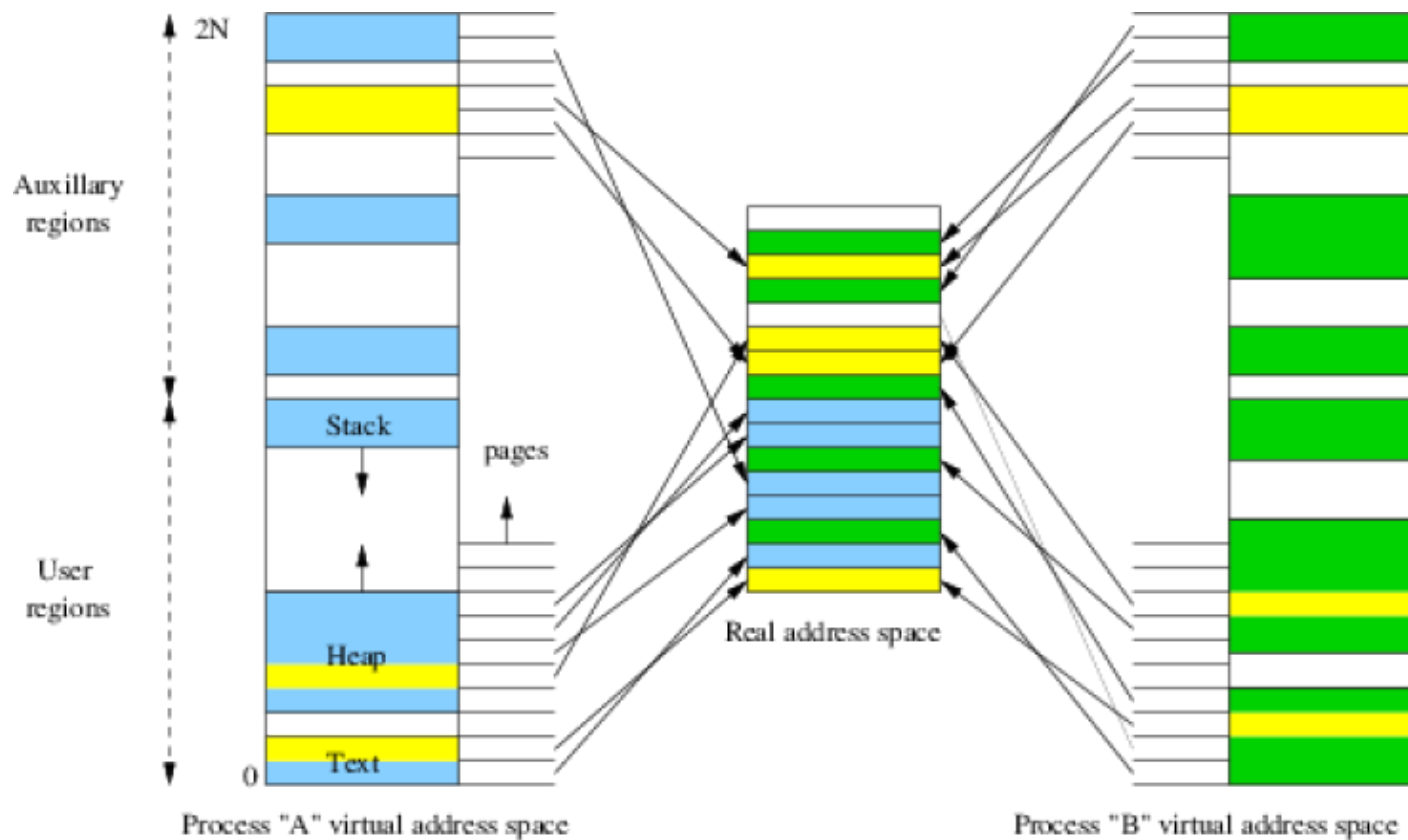 2N
Auxillary
regions
Stack
pages
User
regions
Heap
Real address space
Text
0
Process "A" virtual address space
Process "B" virtual address space